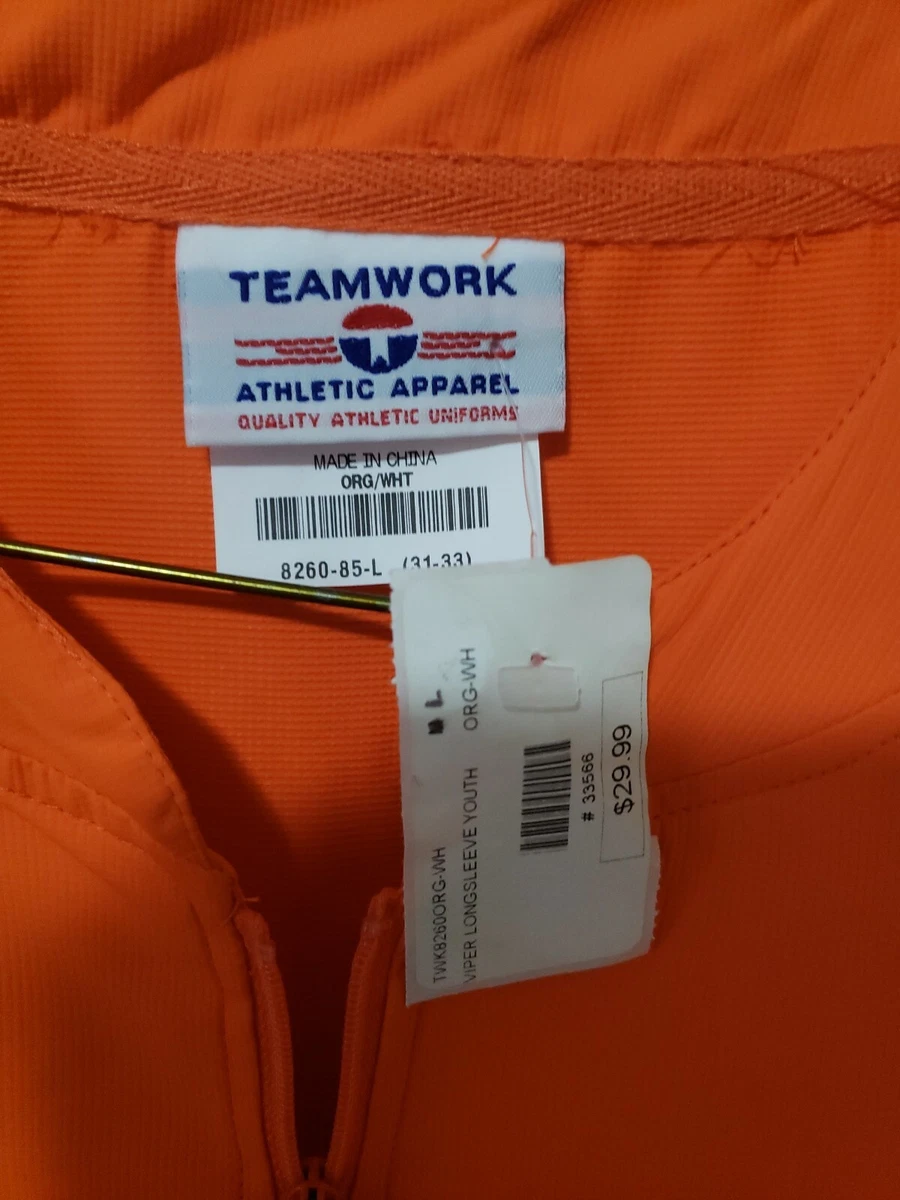 TEAMWORK
T
ATHLETIC APPAREL
QUALITY ATHLETIC UNIFORMS
MADE IN CHINA
ORG/WHT
8260-85-L (31-33)
L
TWK8260ORG-WH
VIPER LONGSLEEVE YOUTH ORG-WH
# 33566
$29.99